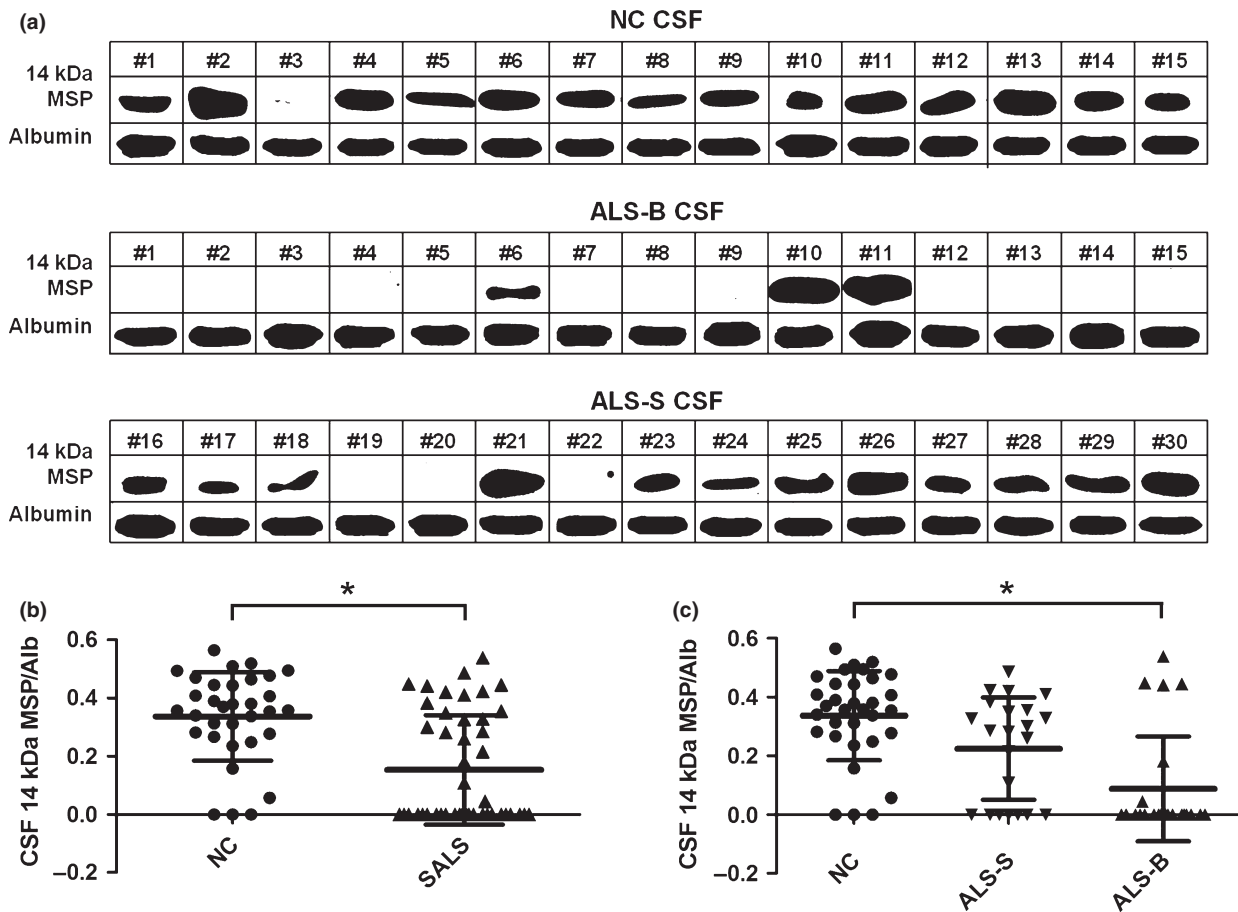 (a)
NC CSF
#1 #2 #3 #4 #5 #6 #7 #8 #9 #10 #11 #12 #13 #14 #15
14 kDa
MSP
Albumin
ALS-B CSF
#1 #2 #3 #4 #5 #6 #7 #8 #9 #10 #11 #12 #13 #14 #15
14 kDa
MSP
Albumin
ALS-S CSF
#16 #17 #18 #19 #20 #21 #22 #23 #24 #25 #26 #27 #28 #29 #30
14 kDa
MSP
Albumin
(b)
*
CSF 14 kDa MSP/Alb
0.6
0.4
0.2
0.0
–0.2
NC
SALS
(c)
*
CSF 14 kDa MSP/Alb
0.6
0.4
0.2
0.0
–0.2
NC
ALS-S
ALS-B